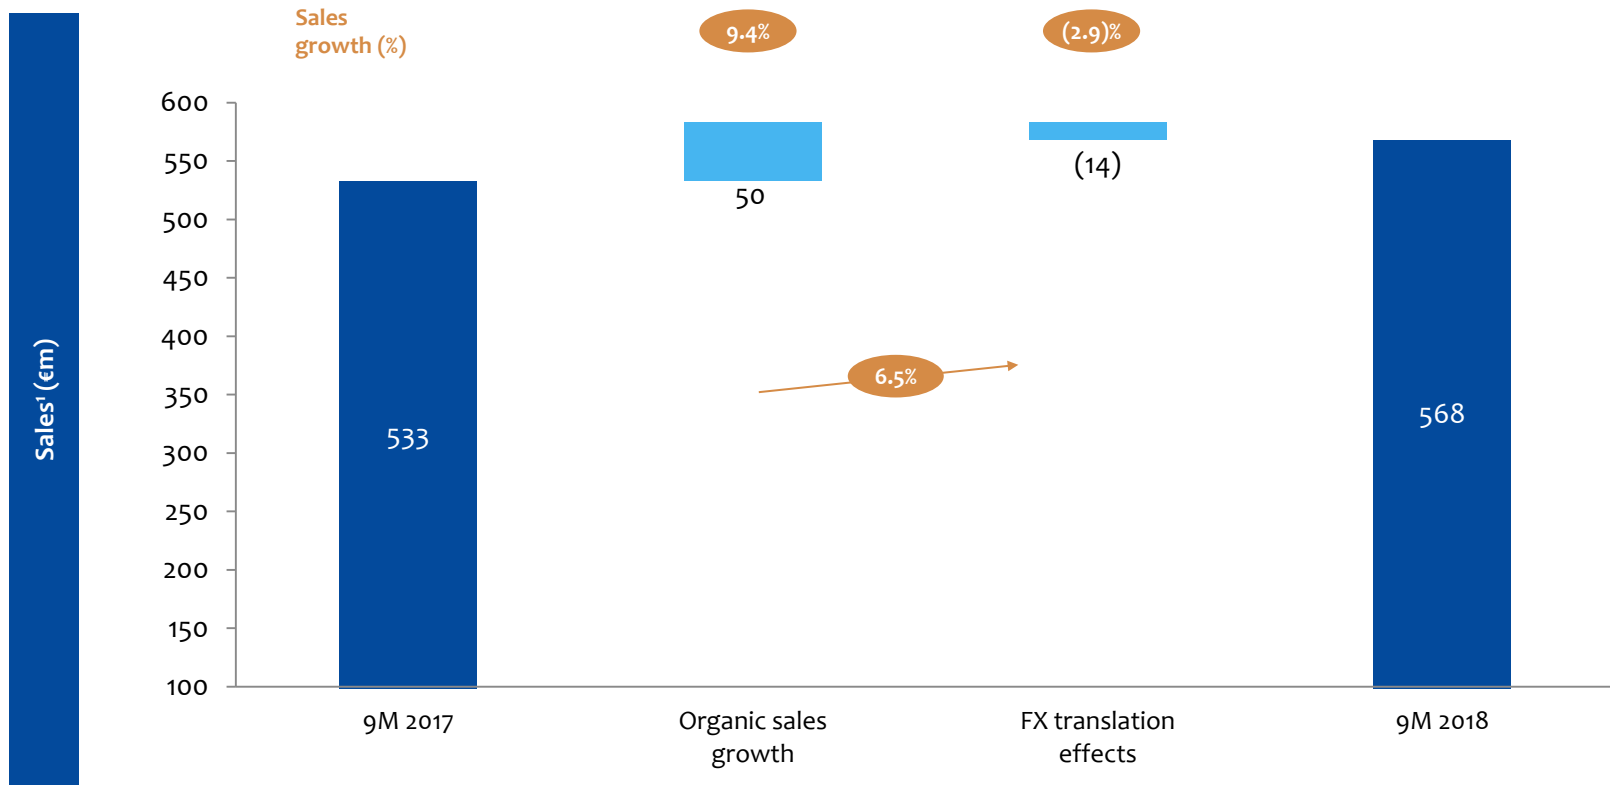 Sales
growth (%)
9.4%
(2.9)%
Sales¹ (€m)
600
550
500
450
400
350
300
250
200
150
100
533
50
(14)
6.5%
568
9M 2017
Organic sales
growth
FX translation
effects
9M 2018